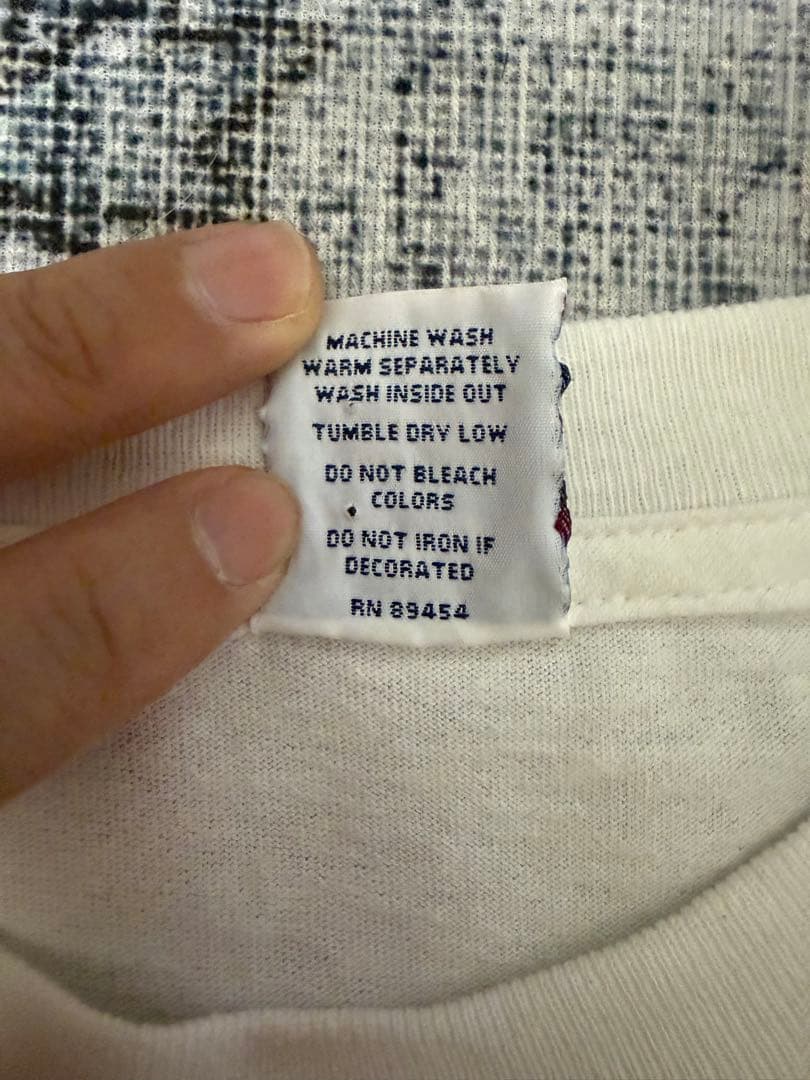 MACHINE WASH
WARM SEPARATELY
WASH INSIDE OUT
TUMBLE DRY LOW
DO NOT BLEACH
COLORS
DO NOT IRON IF
DECORATED
RN 89454